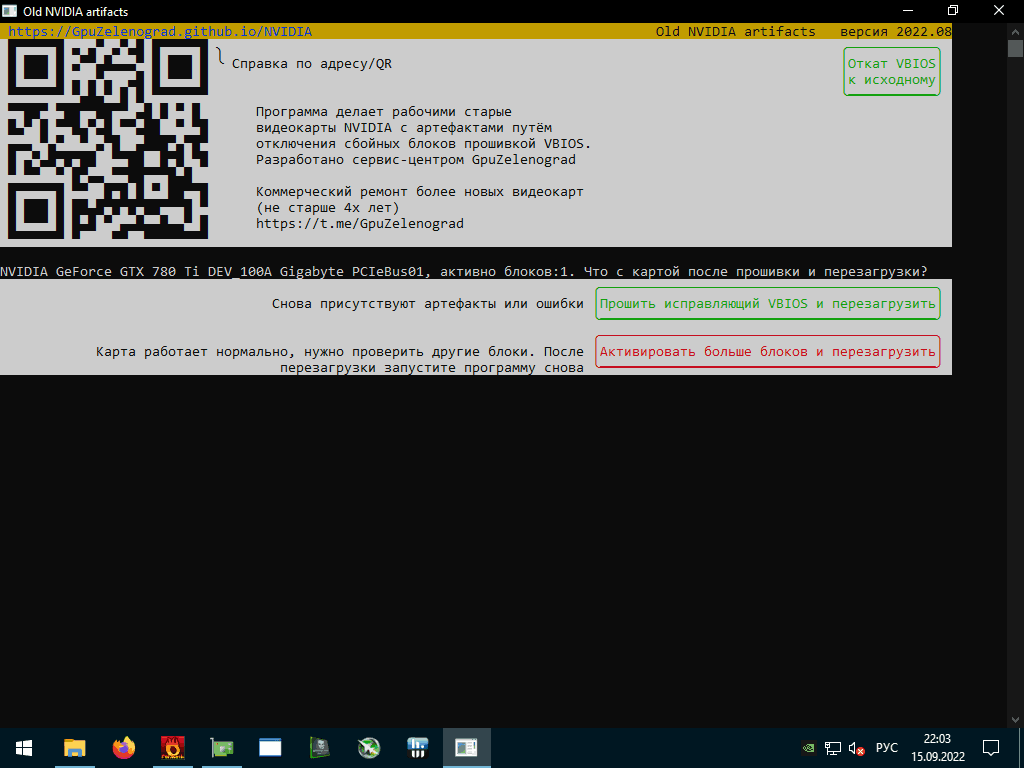 Old NVIDIA artifacts
https://GpuZelenograd.github.io/NVIDIA Old NVIDIA artifacts версия 2022.08
Справка по адресу/QR
Откат VBIOS
к исходному
Программа делает рабочими старые
видеокарты NVIDIA с артефактами путём
отключения сбойных блоков прошивкой VBIOS.
Разработано сервис-центром GpuZelenograd
Коммерческий ремонт более новых видеокарт
(не старше 4х лет)
https://t.me/GpuZelenograd
NVIDIA GeForce GTX 780 Ti DEV_100A Gigabyte PCIeBus01, активно блоков:1. Что с картой после прошивки и перезагрузки?
Снова присутствуют артефакты или ошибки Прошить исправляющий VBIOS и перезагрузить
Карта работает нормально, нужно проверить другие блоки. После Активировать больше блоков и перезагрузить
перезагрузки запустите программу снова
РУС
22:03
15.09.2022